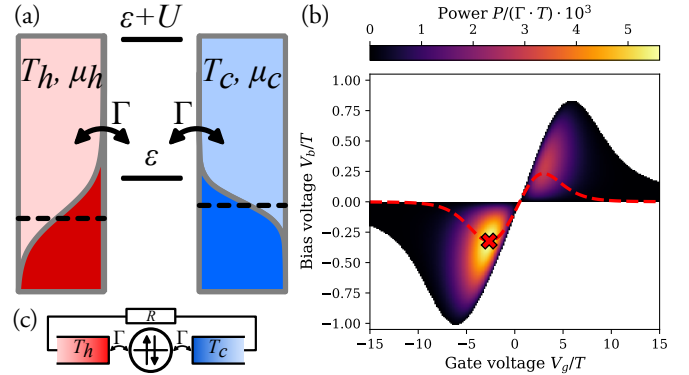 (a)
ε+U
T_h, μ_h
T_c, μ_c
Γ
Γ
ε
(c)
R
T_h
Γ
Γ
T_c
(b)
Power P/(Γ · T) · 10³
0 1 2 3 4 5
Bias voltage V_b/T
1.00
0.75
0.50
0.25
0.00
−0.25
−0.50
−0.75
−1.00
−15 −10 −5 0 5 10 15
Gate voltage V_g/T